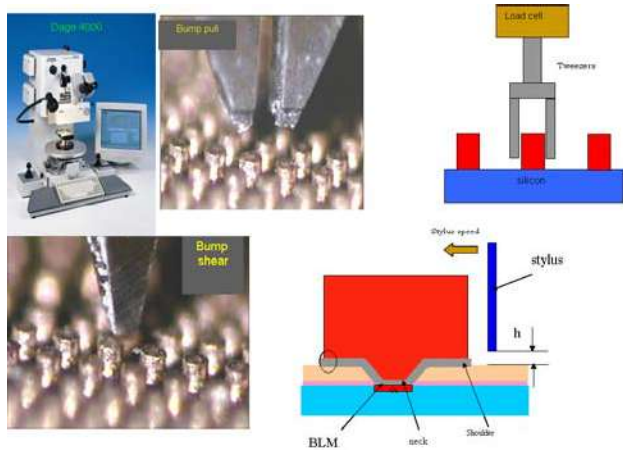 Dage 4000
Bump pull
Load cell
Tweezers
silicon
Bump
shear
Stylus speed
stylus
h
Shoulder
neck
BLM